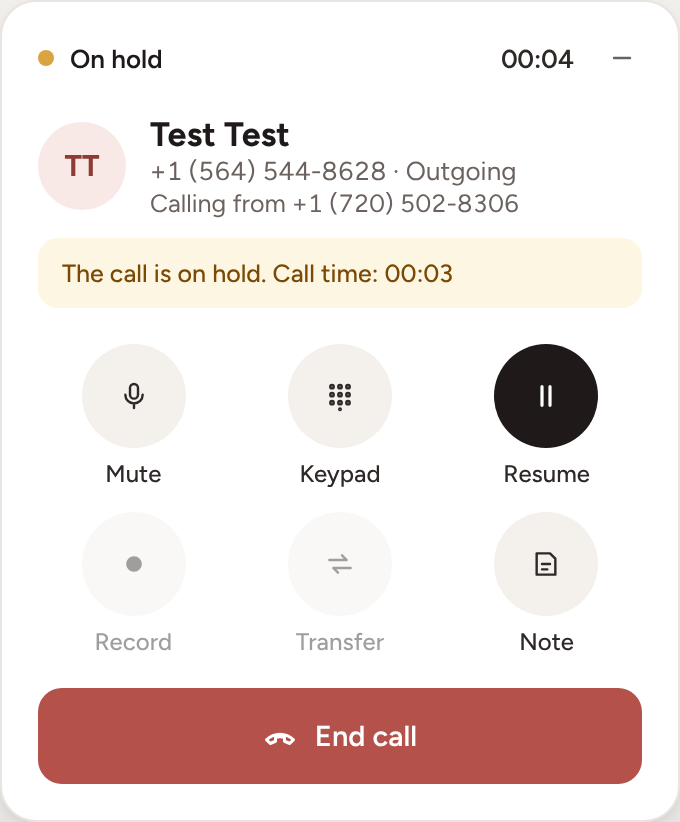 On hold 00:04
TT
Test Test
+1 (564) 544-8628 · Outgoing
Calling from +1 (720) 502-8306
The call is on hold. Call time: 00:03
Mute Keypad Resume
Record Transfer Note
End call